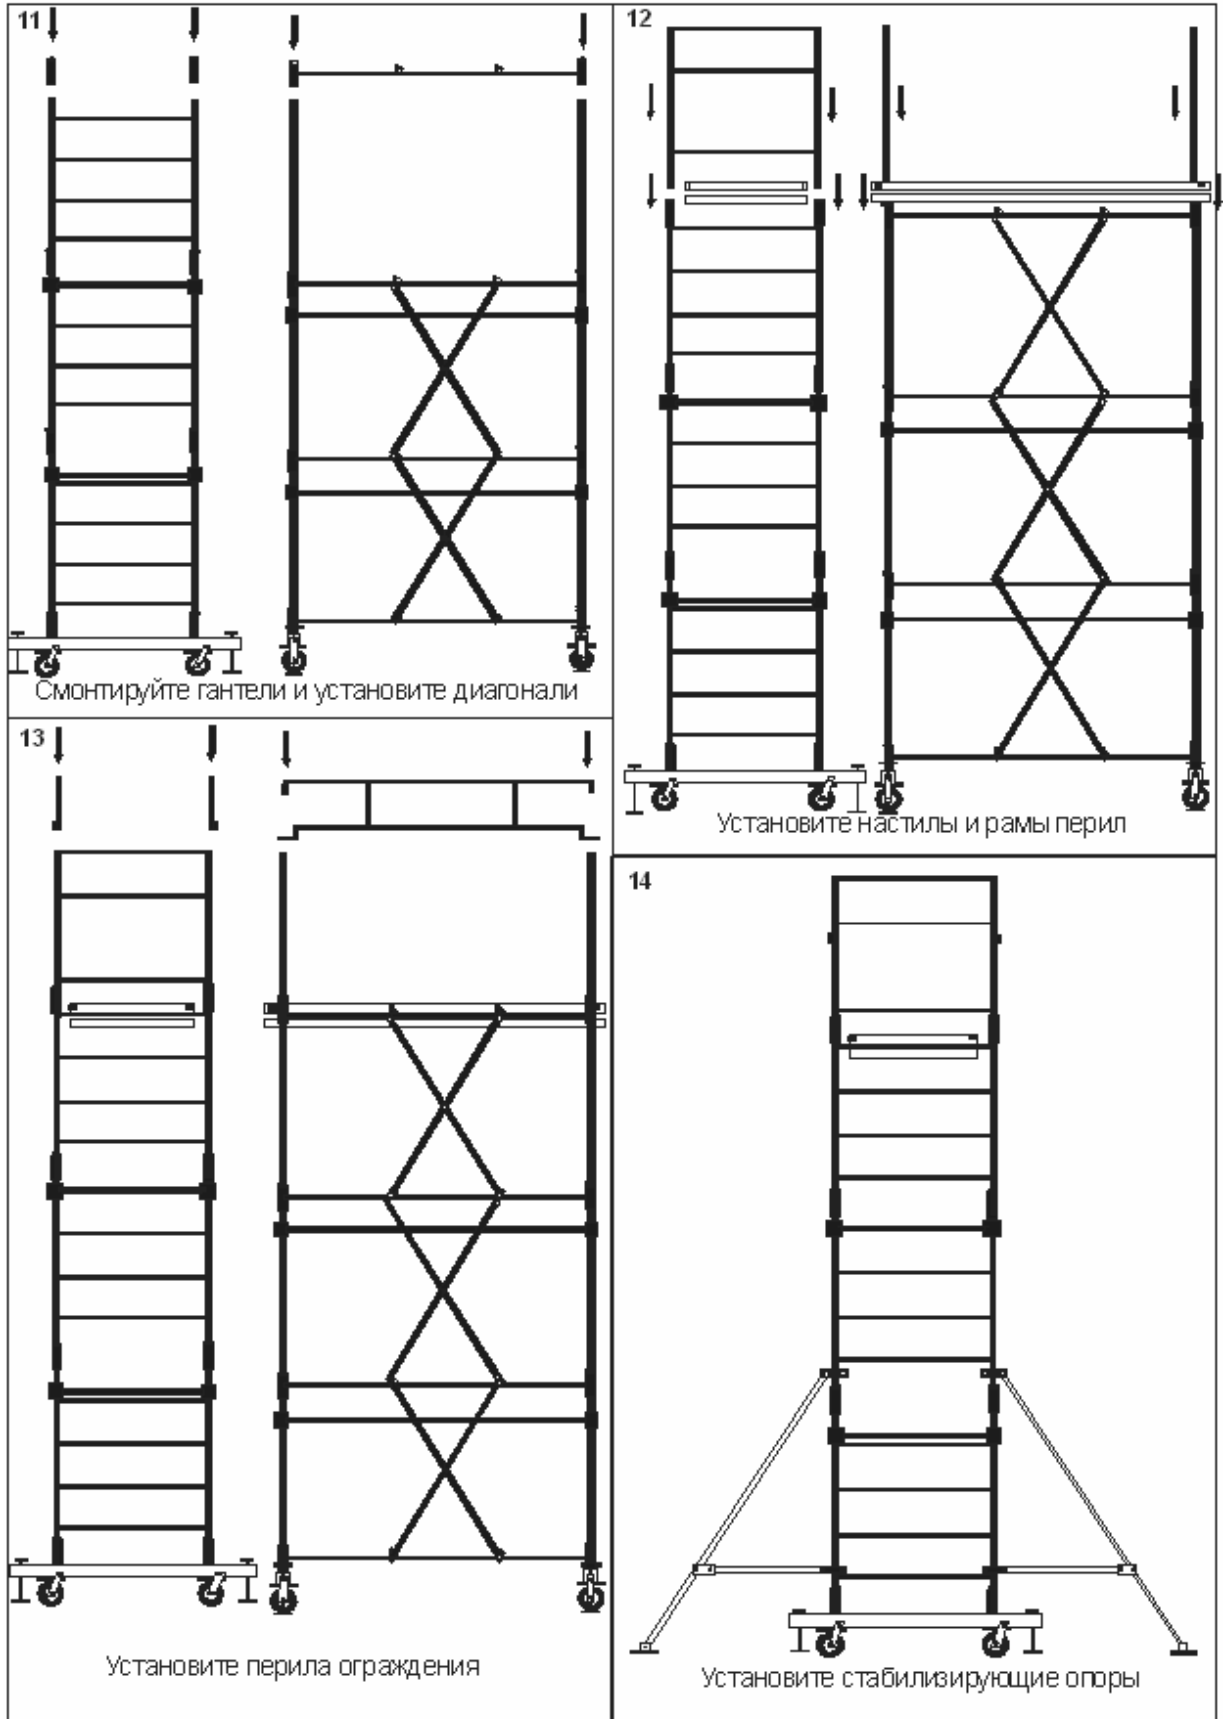 11
Смонтируйте гантели и установите диагонали
12
Установите настилы и рамы перил
13
Установите перила ограждения
14
Установите стабилизирующие опоры